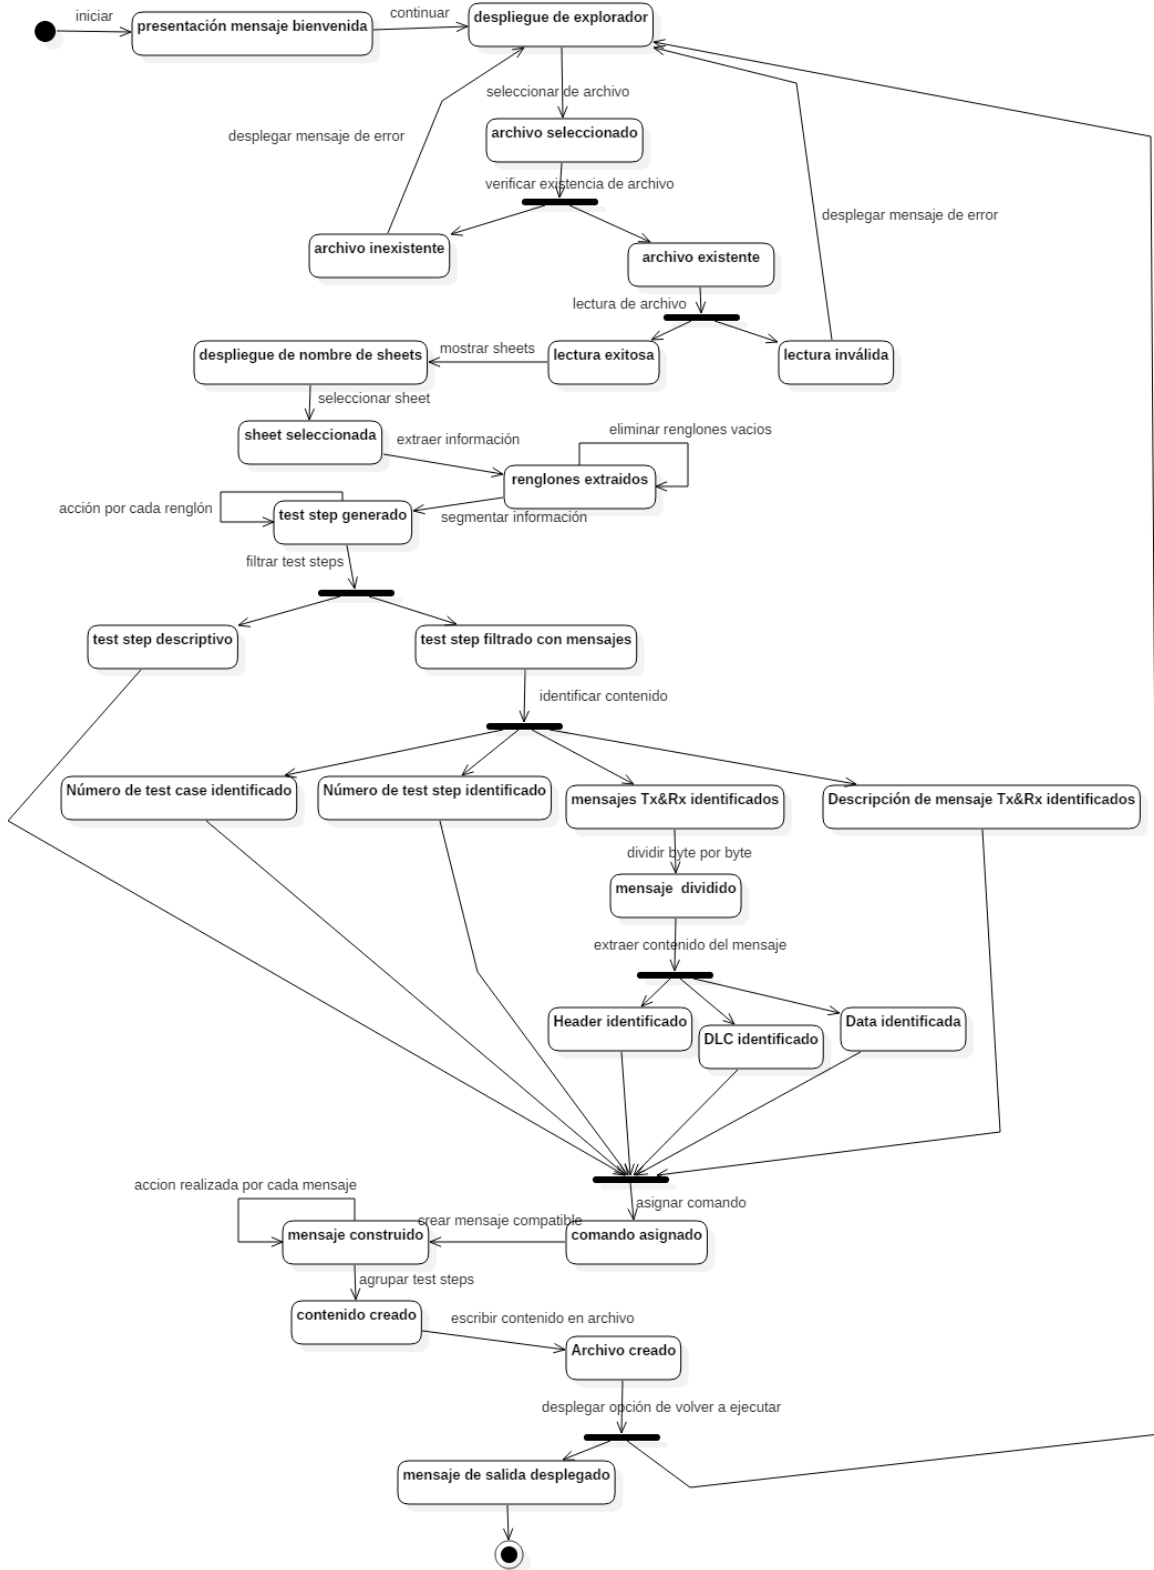 iniciar
continuar
presentación mensaje bienvenida
despliegue de explorador
seleccionar de archivo
desplegar mensaje de error
archivo seleccionado
verificar existencia de archivo
desplegar mensaje de error
archivo inexistente
archivo existente
lectura de archivo
despliegue de nombre de sheets
mostrar sheets
lectura exitosa
lectura inválida
seleccionar sheet
sheet seleccionada
extraer información
eliminar renglones vacios
renglones extraidos
acción por cada renglón
test step generado
segmentar información
filtrar test steps
test step descriptivo
test step filtrado con mensajes
identificar contenido
Número de test case identificado
Número de test step identificado
mensajes Tx&Rx identificados
Descripción de mensaje Tx&Rx identificados
dividir byte por byte
mensaje  dividido
extraer contenido del mensaje
Header identificado
DLC identificado
Data identificada
accion realizada por cada mensaje
asignar comando
crear mensaje compatible
mensaje construido
comando asignado
agrupar test steps
contenido creado
escribir contenido en archivo
Archivo creado
desplegar opción de volver a ejecutar
mensaje de salida desplegado